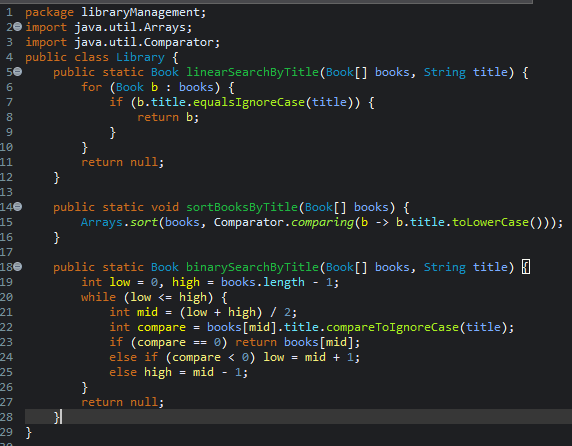 1 package libraryManagement;
2 import java.util.Arrays;
3 import java.util.Comparator;
4 public class Library {
5     public static Book linearSearchByTitle(Book[] books, String title) {
6         for (Book b : books) {
7             if (b.title.equalsIgnoreCase(title)) {
8                 return b;
9             }
10         }
11         return null;
12     }
13
14     public static void sortBooksByTitle(Book[] books) {
15         Arrays.sort(books, Comparator.comparing(b -> b.title.toLowerCase()));
16     }
17
18     public static Book binarySearchByTitle(Book[] books, String title) {
19         int low = 0, high = books.length - 1;
20         while (low <= high) {
21             int mid = (low + high) / 2;
22             int compare = books[mid].title.compareToIgnoreCase(title);
23             if (compare == 0) return books[mid];
24             else if (compare < 0) low = mid + 1;
25             else high = mid - 1;
26         }
27         return null;
28     }
29 }